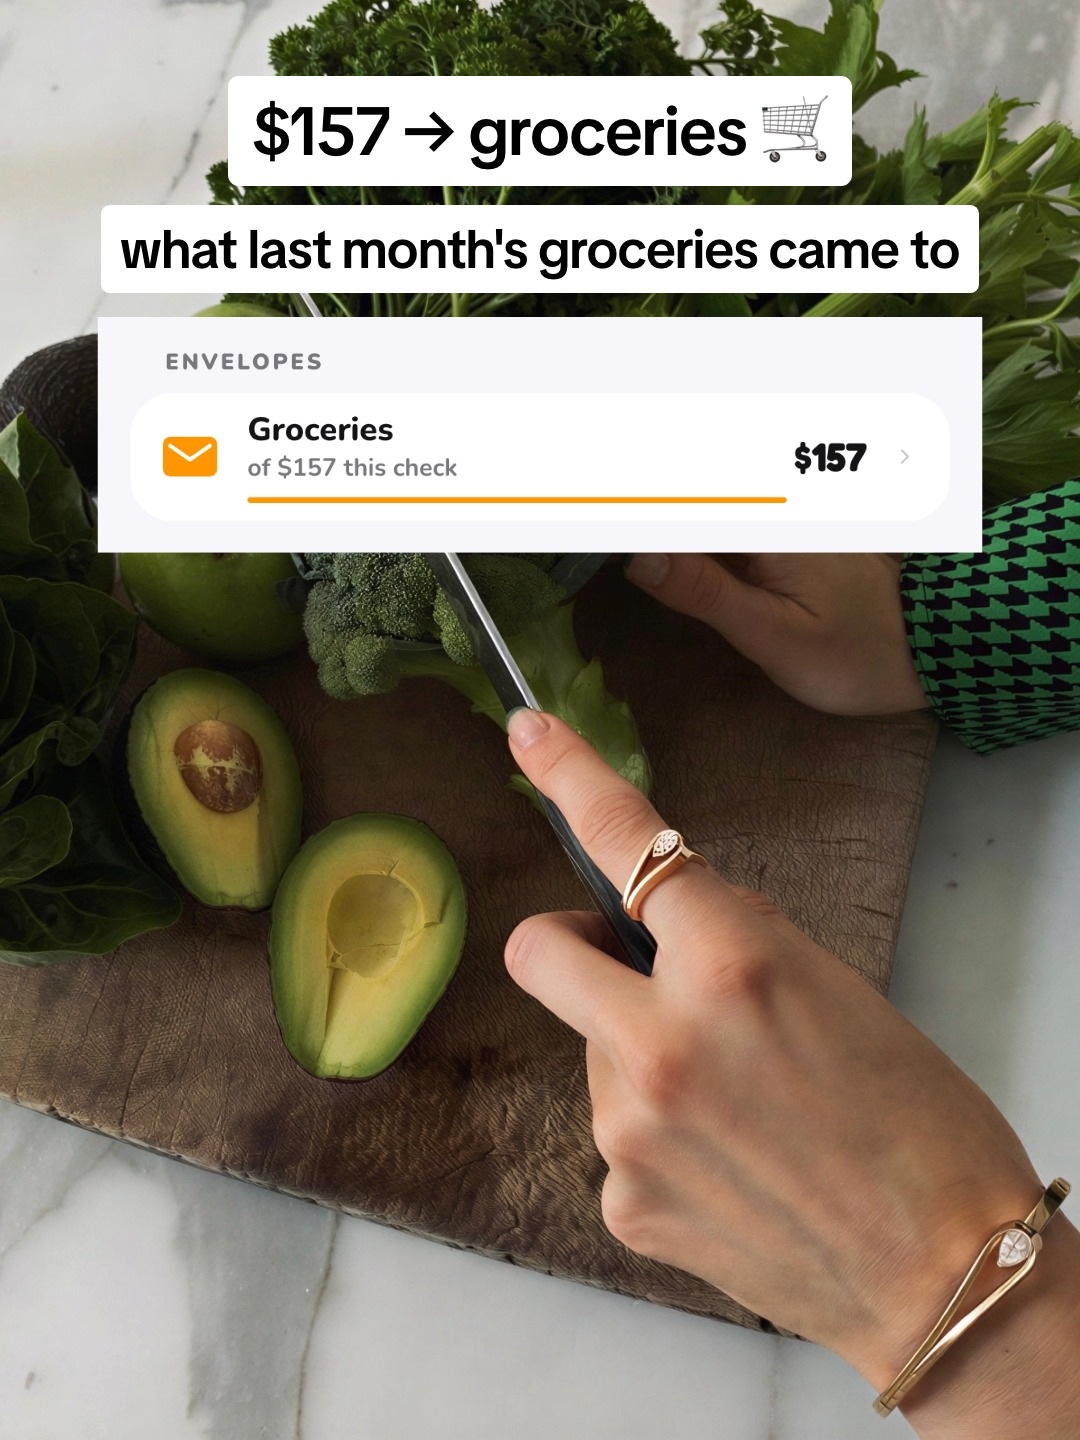 $157 → groceries 🛒
what last month's groceries came to
ENVELOPES
Groceries
of $157 this check
$157